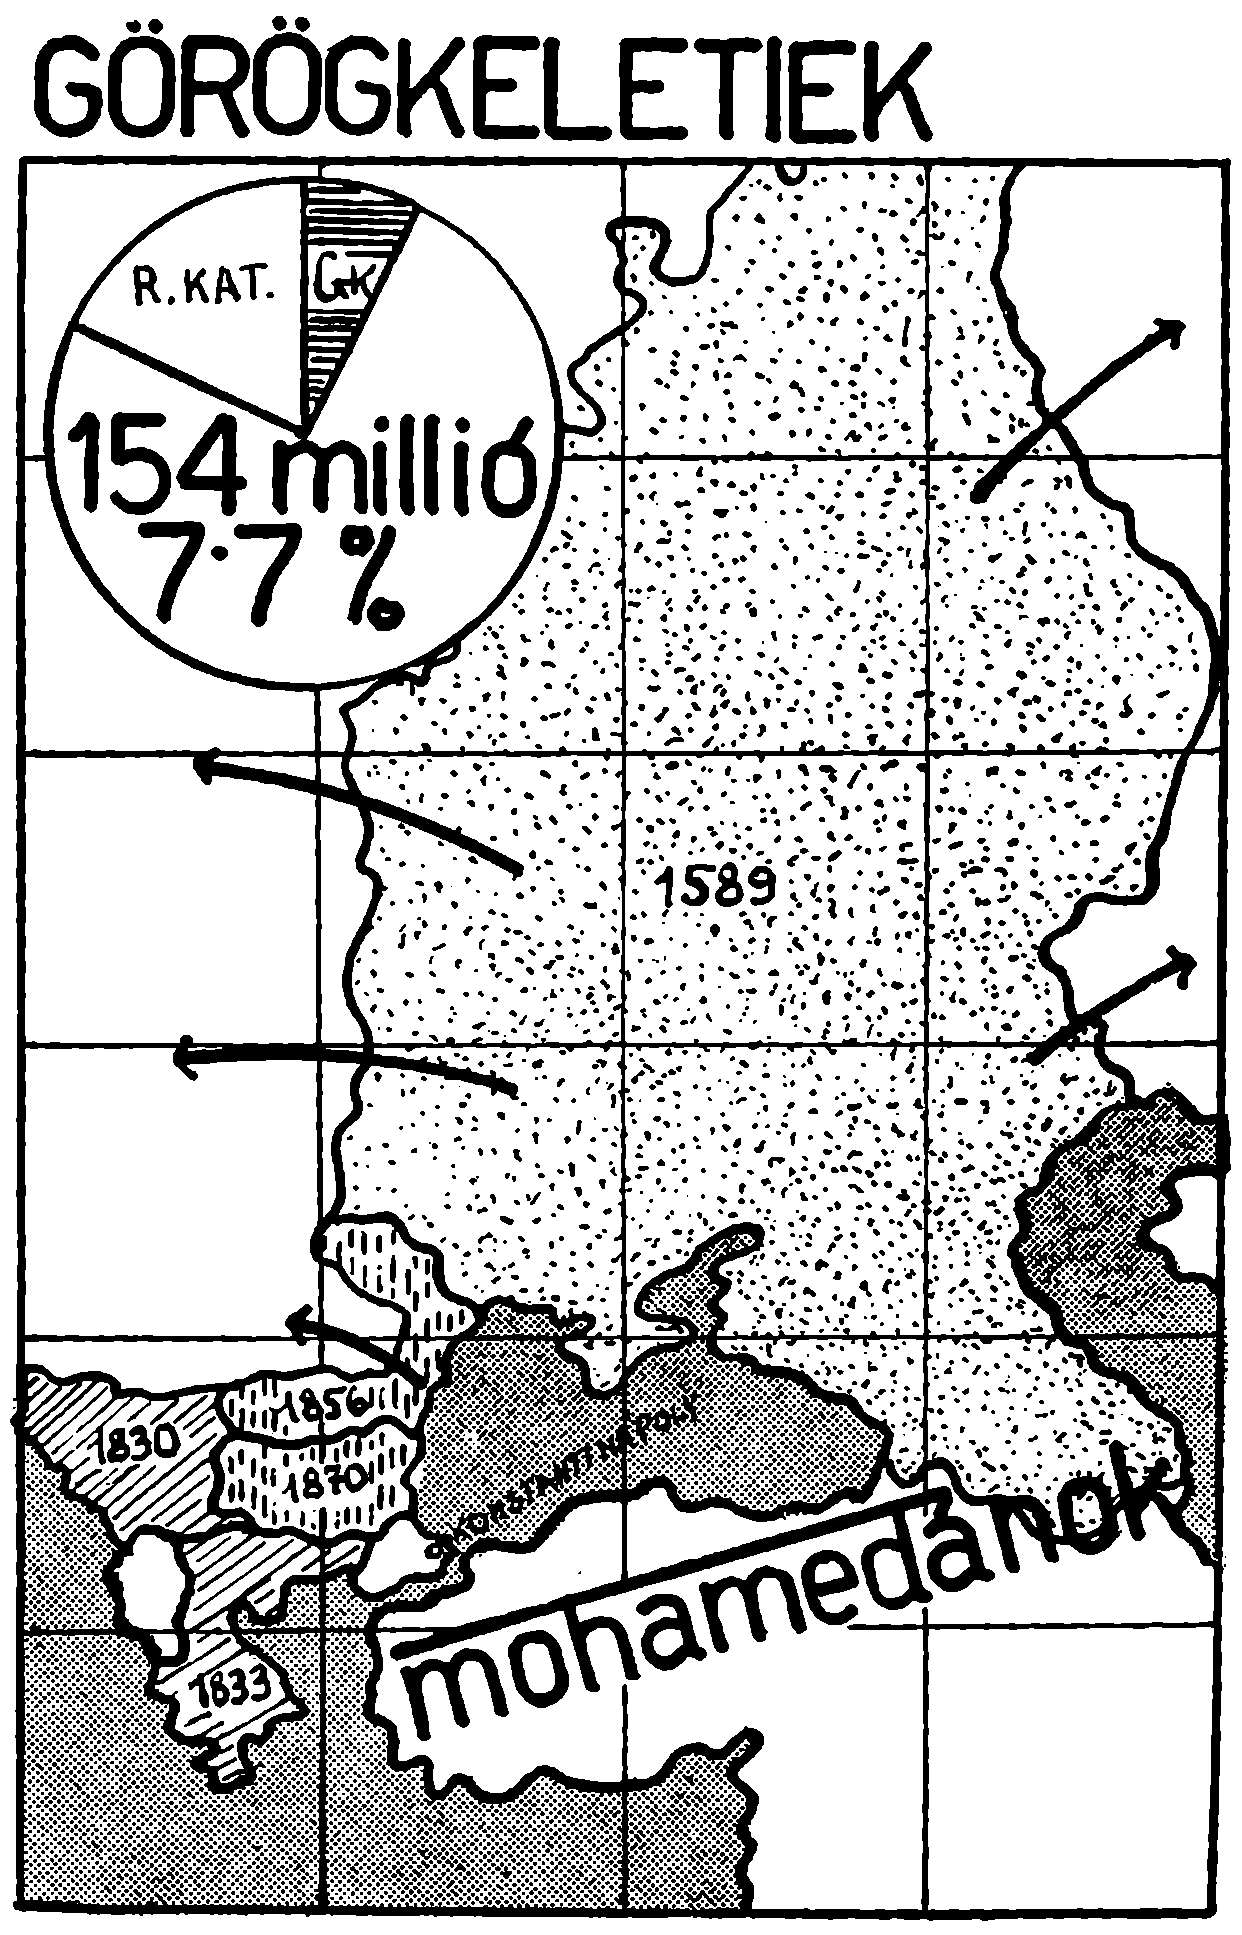 GÖRÖGKELETIEK
R.KAT.
GK
154 millió
7·7 %
1589
1856
1830
1870
KONSTANTINÁPOLY
mohamedánok
1833